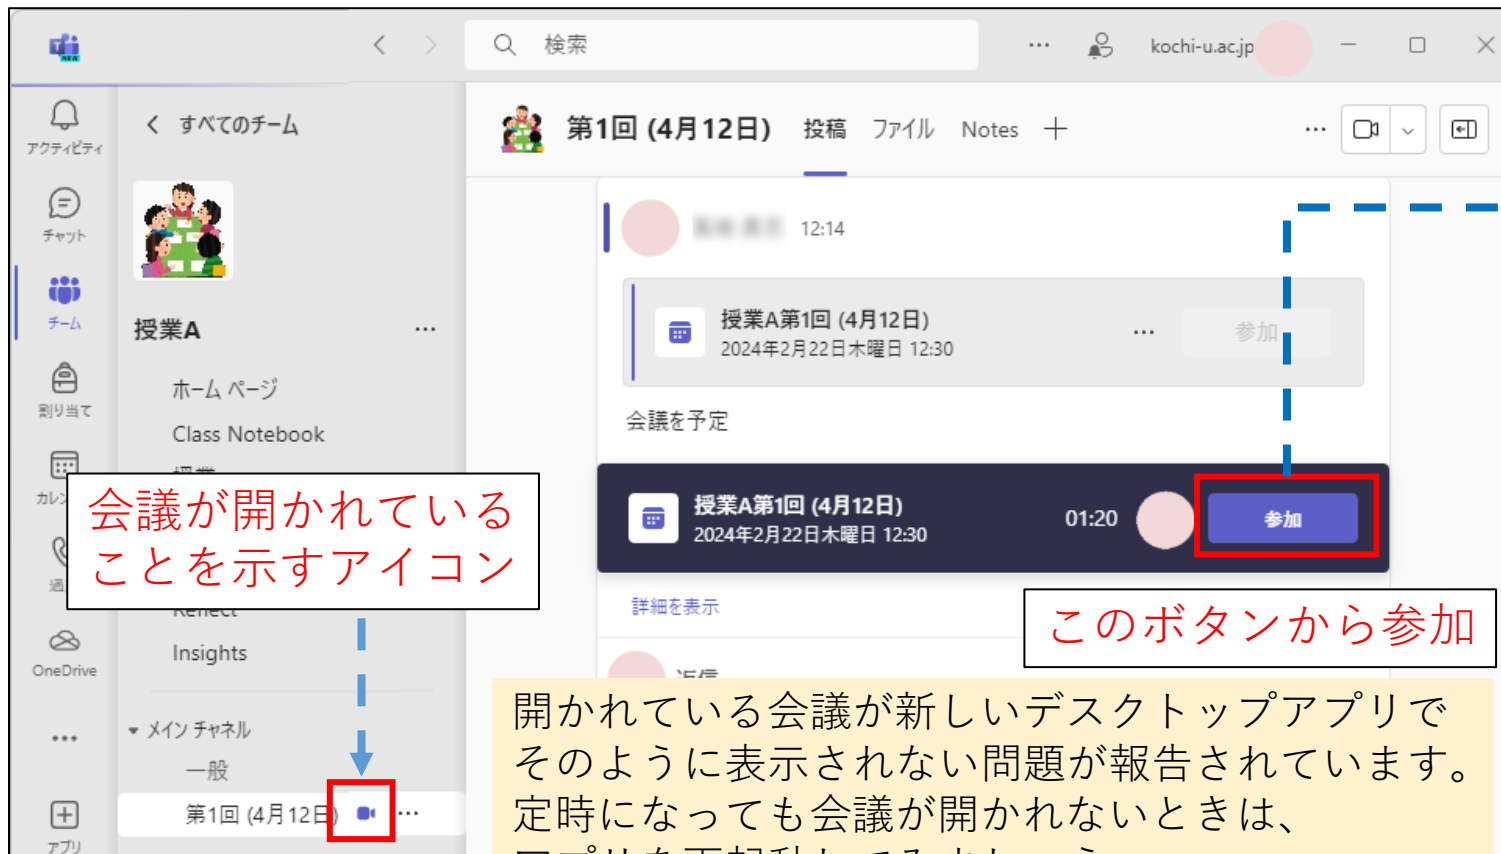 検索
kochi-u.ac.jp
アクティビティ
チャット
チーム
割り当て
OneDrive
アプリ
すべてのチーム
授業A
ホーム ページ
Class Notebook
Insights
メイン チャネル
一般
第1回 (4月12日)
第1回 (4月12日) 投稿 ファイル Notes
12:14
授業A第1回 (4月12日)
2024年2月22日木曜日 12:30
参加
会議を予定
授業A第1回 (4月12日)
2024年2月22日木曜日 12:30
01:20
参加
詳細を表示
会議が開かれている
ことを示すアイコン
このボタンから参加
開かれている会議が新しいデスクトップアプリで
そのように表示されない問題が報告されています。
定時になっても会議が開かれないときは、